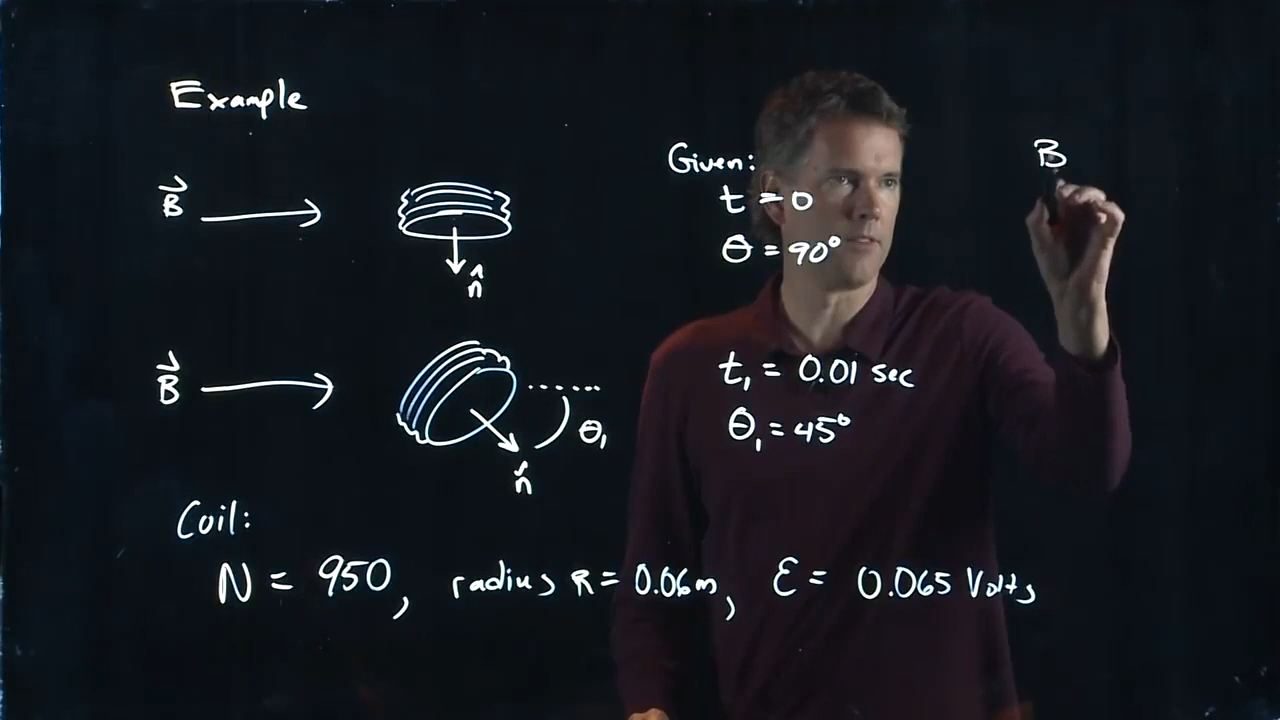 Example
B⃗
n̂
Given:
t = 0
θ = 90°
B
B⃗
θ₁
n̂
t₁ = 0.01 sec
θ₁ = 45°
Coil:
N = 950, radius R = 0.06m, Ɛ = 0.065 Volts